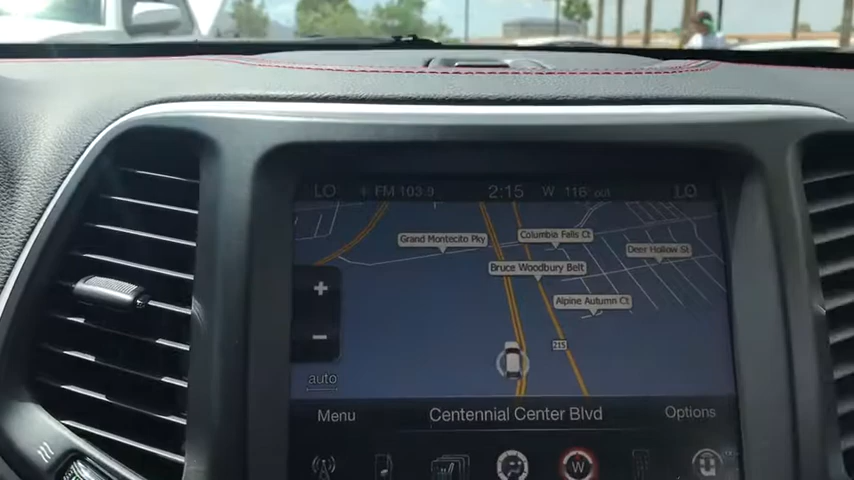 LO FM 103.9 2:15 W 116 out LO
Grand Montecito Pky
Columbia Falls Ct
Deer Hollow St
Bruce Woodbury Belt
Alpine Autumn Ct
215
+
−
auto
Menu Centennial Center Blvd Options
W U